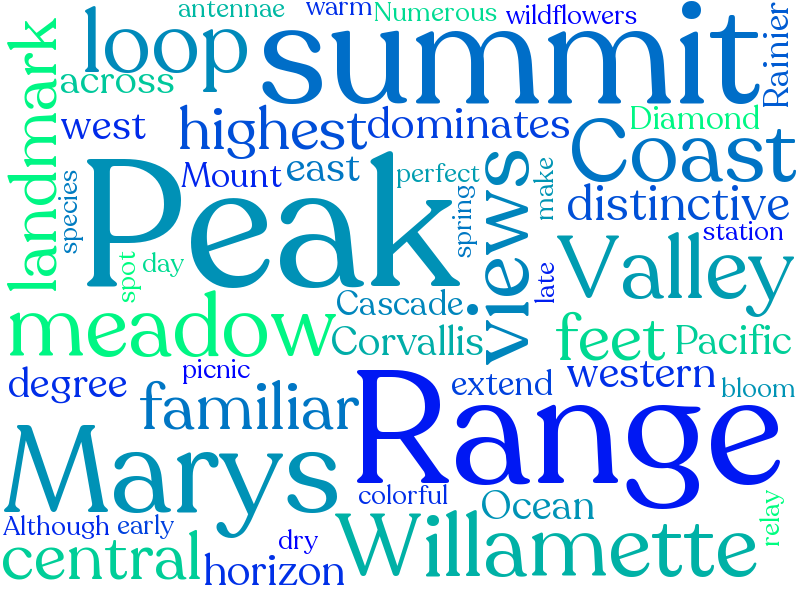 antennae
warm
Numerous
wildflowers
Rainier
loop
summit
landmark
across
west
highest
dominates
Diamond
Coast
species
Mount
east
Peak
perfect
spring
views
make
distinctive
station
spot
day
late
Valley
meadow
Cascade
Corvallis
feet
Pacific
degree
picnic
familiar
extend
western
bloom
Range
Marys
colorful
Ocean
relay
Although
early
Willamette
central
dry
horizon